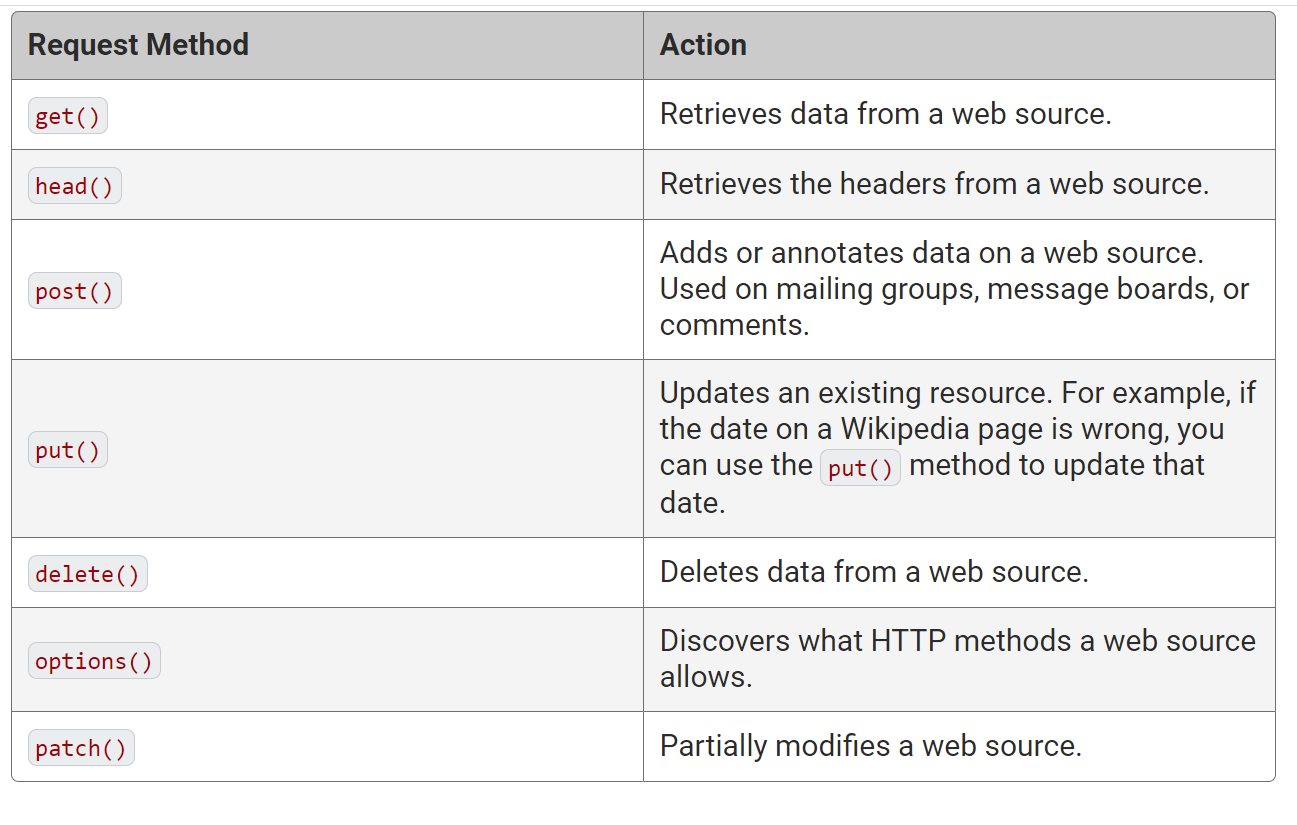 Request Method
Action
get()
Retrieves data from a web source.
head()
Retrieves the headers from a web source.
post()
Adds or annotates data on a web source.
Used on mailing groups, message boards, or
comments.
put()
Updates an existing resource. For example, if
the date on a Wikipedia page is wrong, you
can use the put() method to update that
date.
delete()
Deletes data from a web source.
options()
Discovers what HTTP methods a web source
allows.
patch()
Partially modifies a web source.